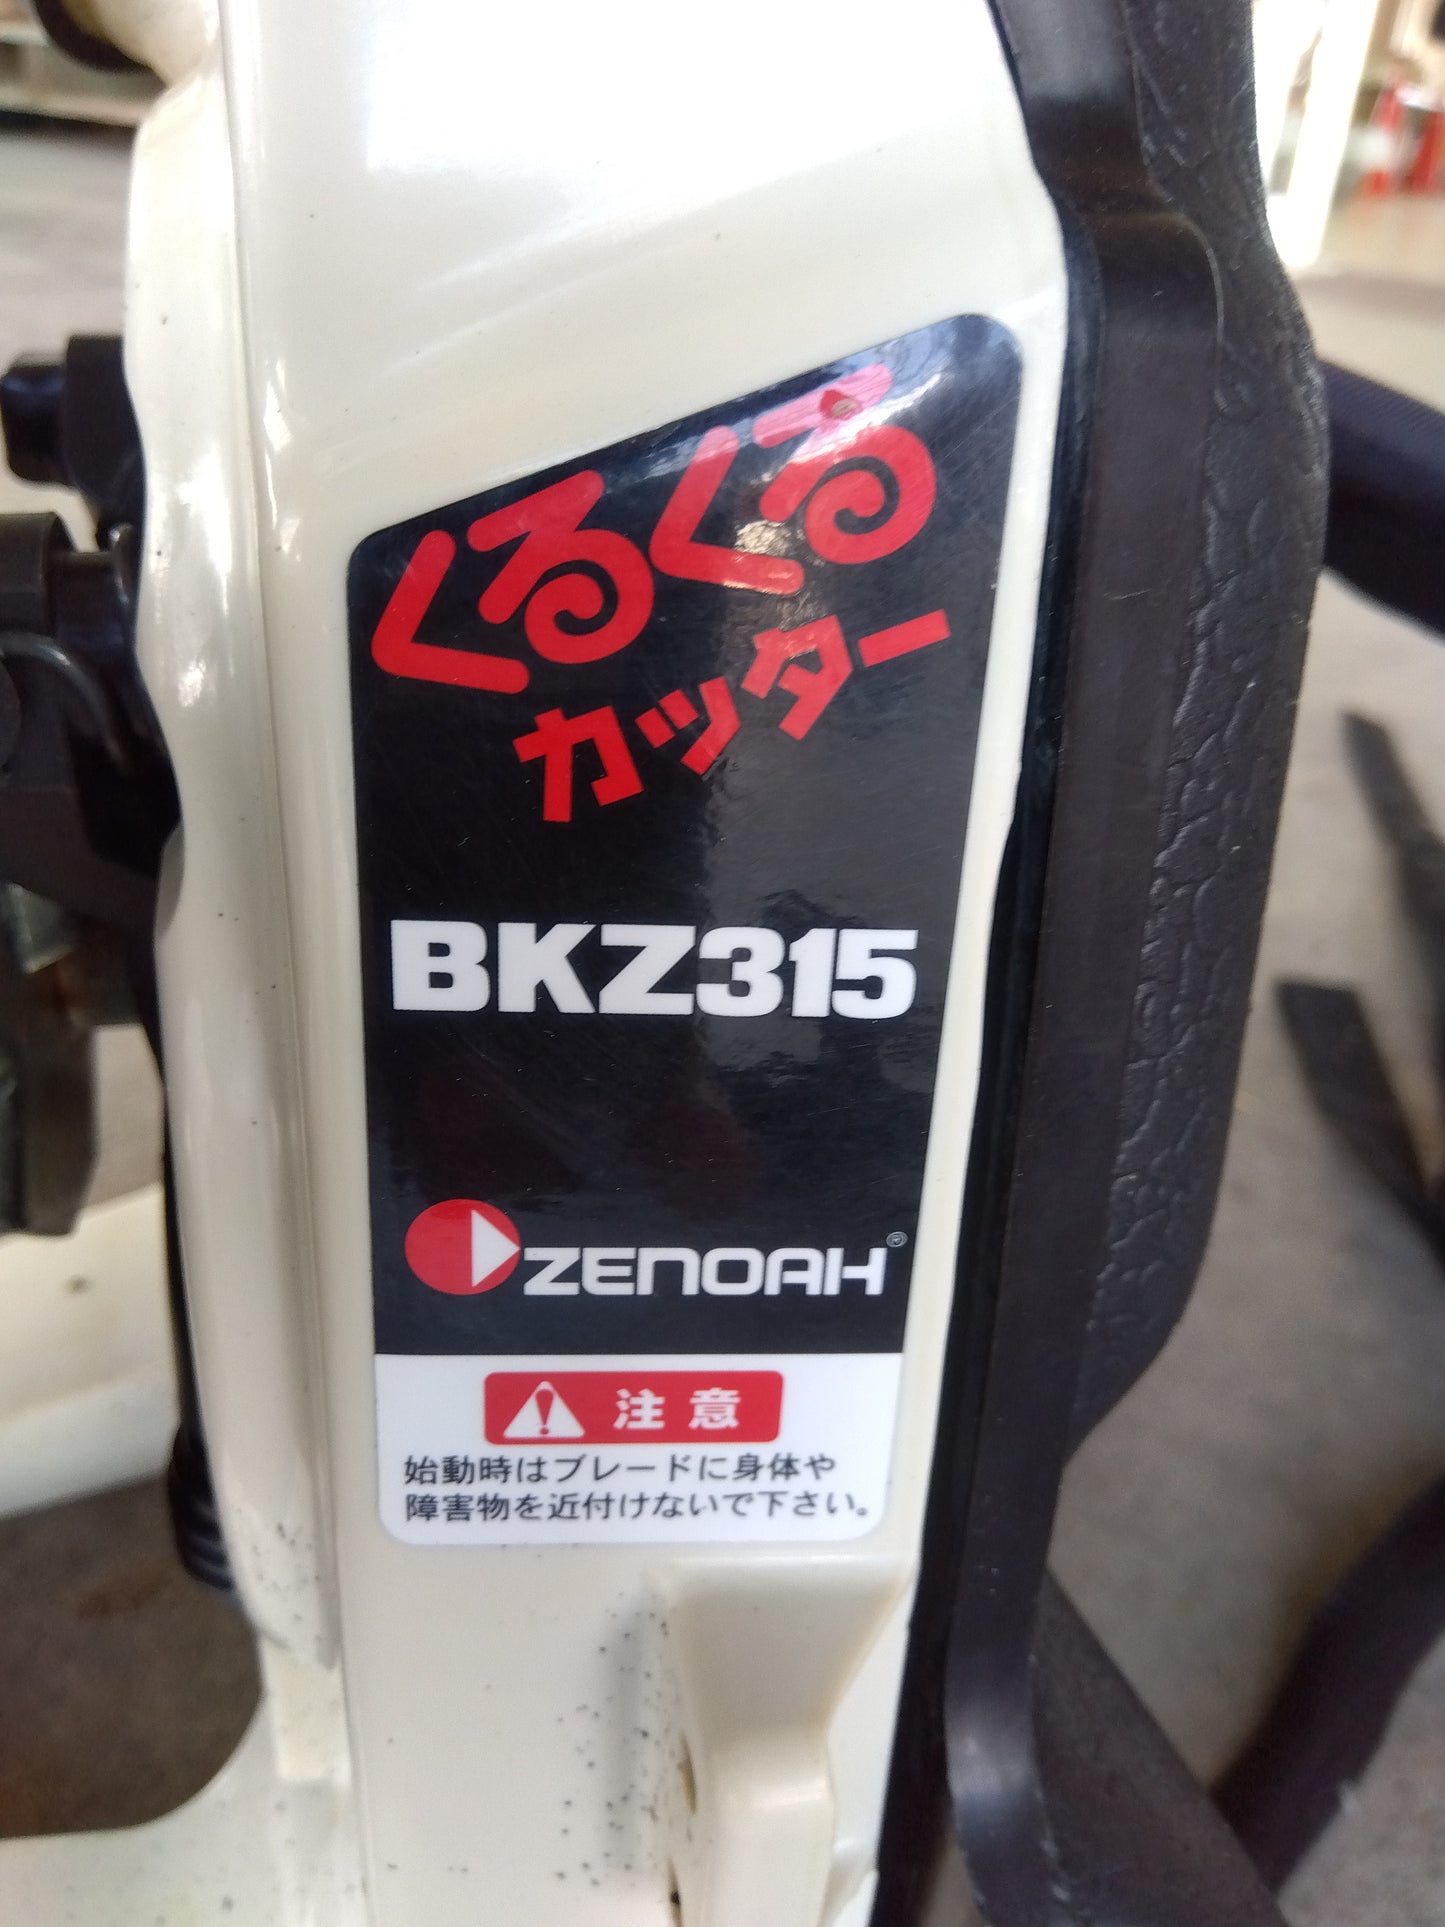 くるくる
カッター
BKZ315
ZENOAH®
注意
始動時はブレードに身体や
障害物を近付けないで下さい。